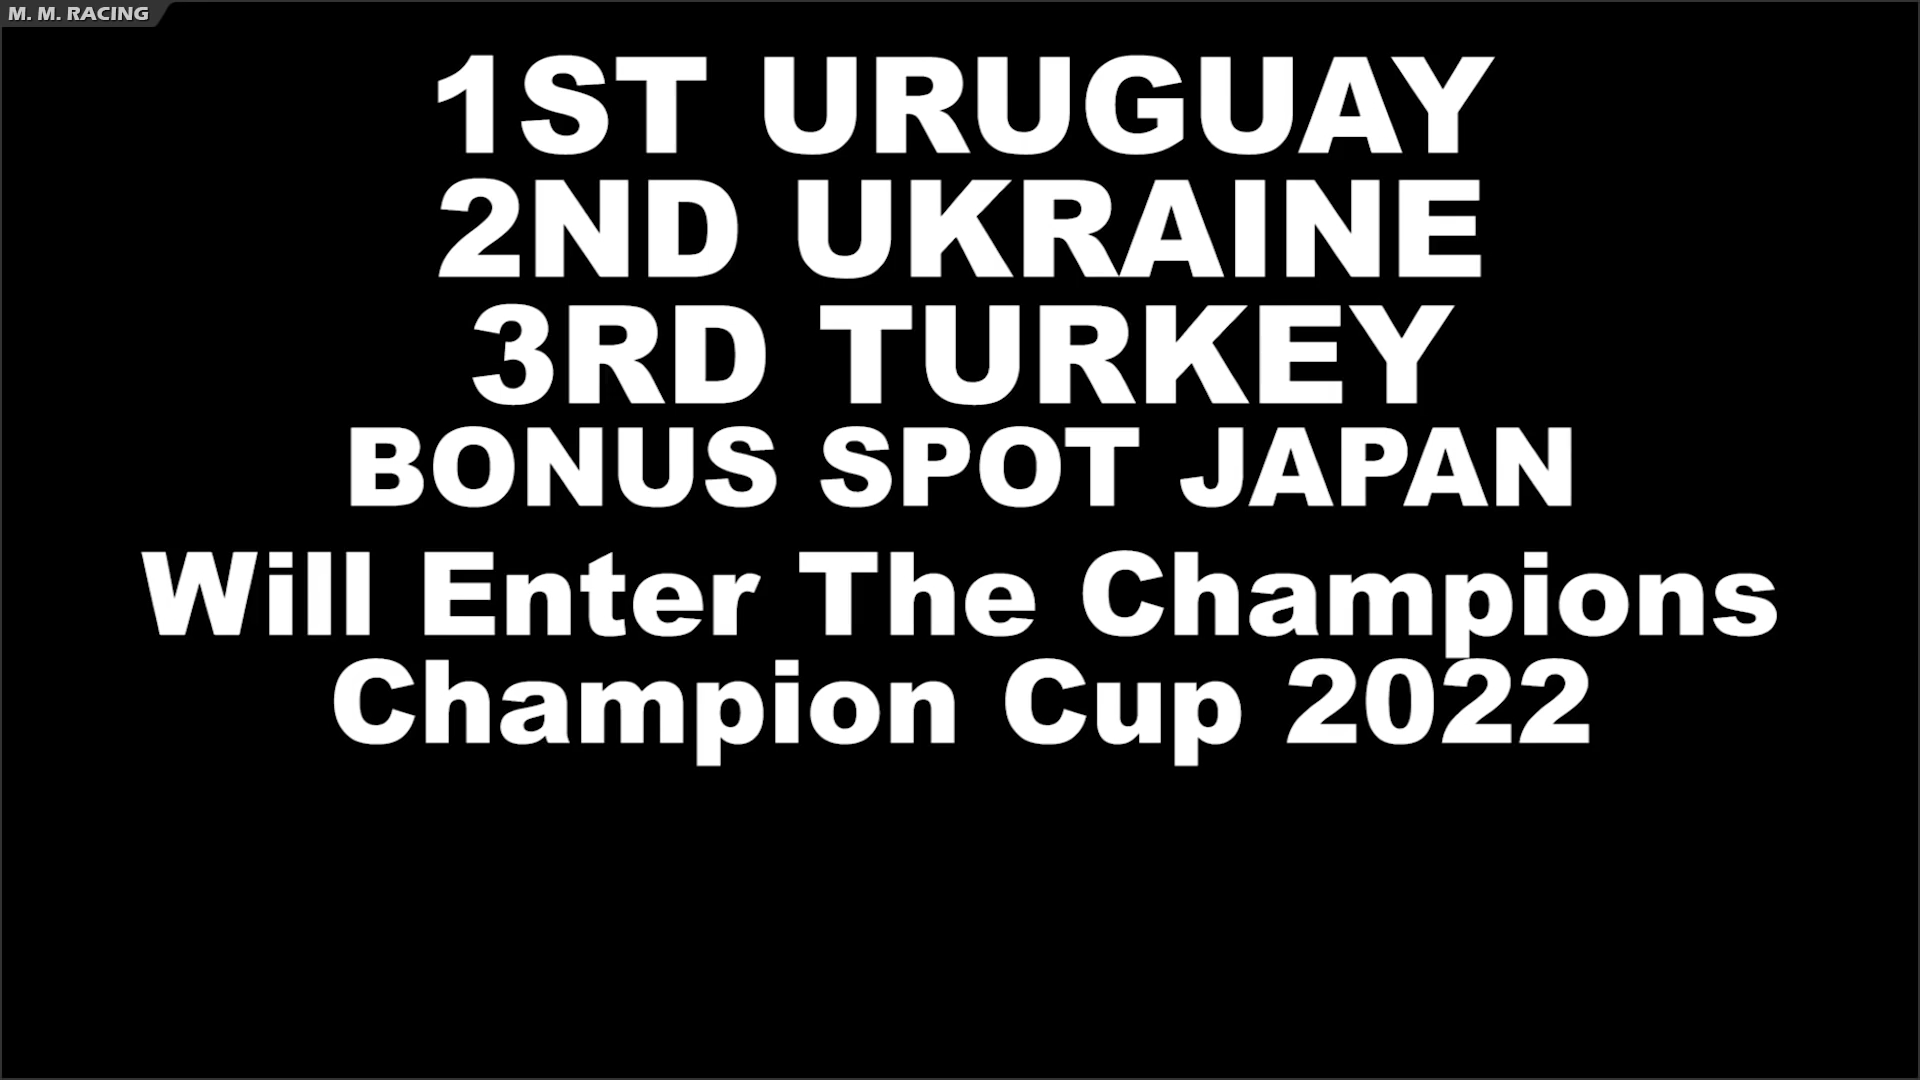 M. M. RACING
1ST URUGUAY
2ND UKRAINE
3RD TURKEY
BONUS SPOT JAPAN
Will Enter The Champions
Champion Cup 2022